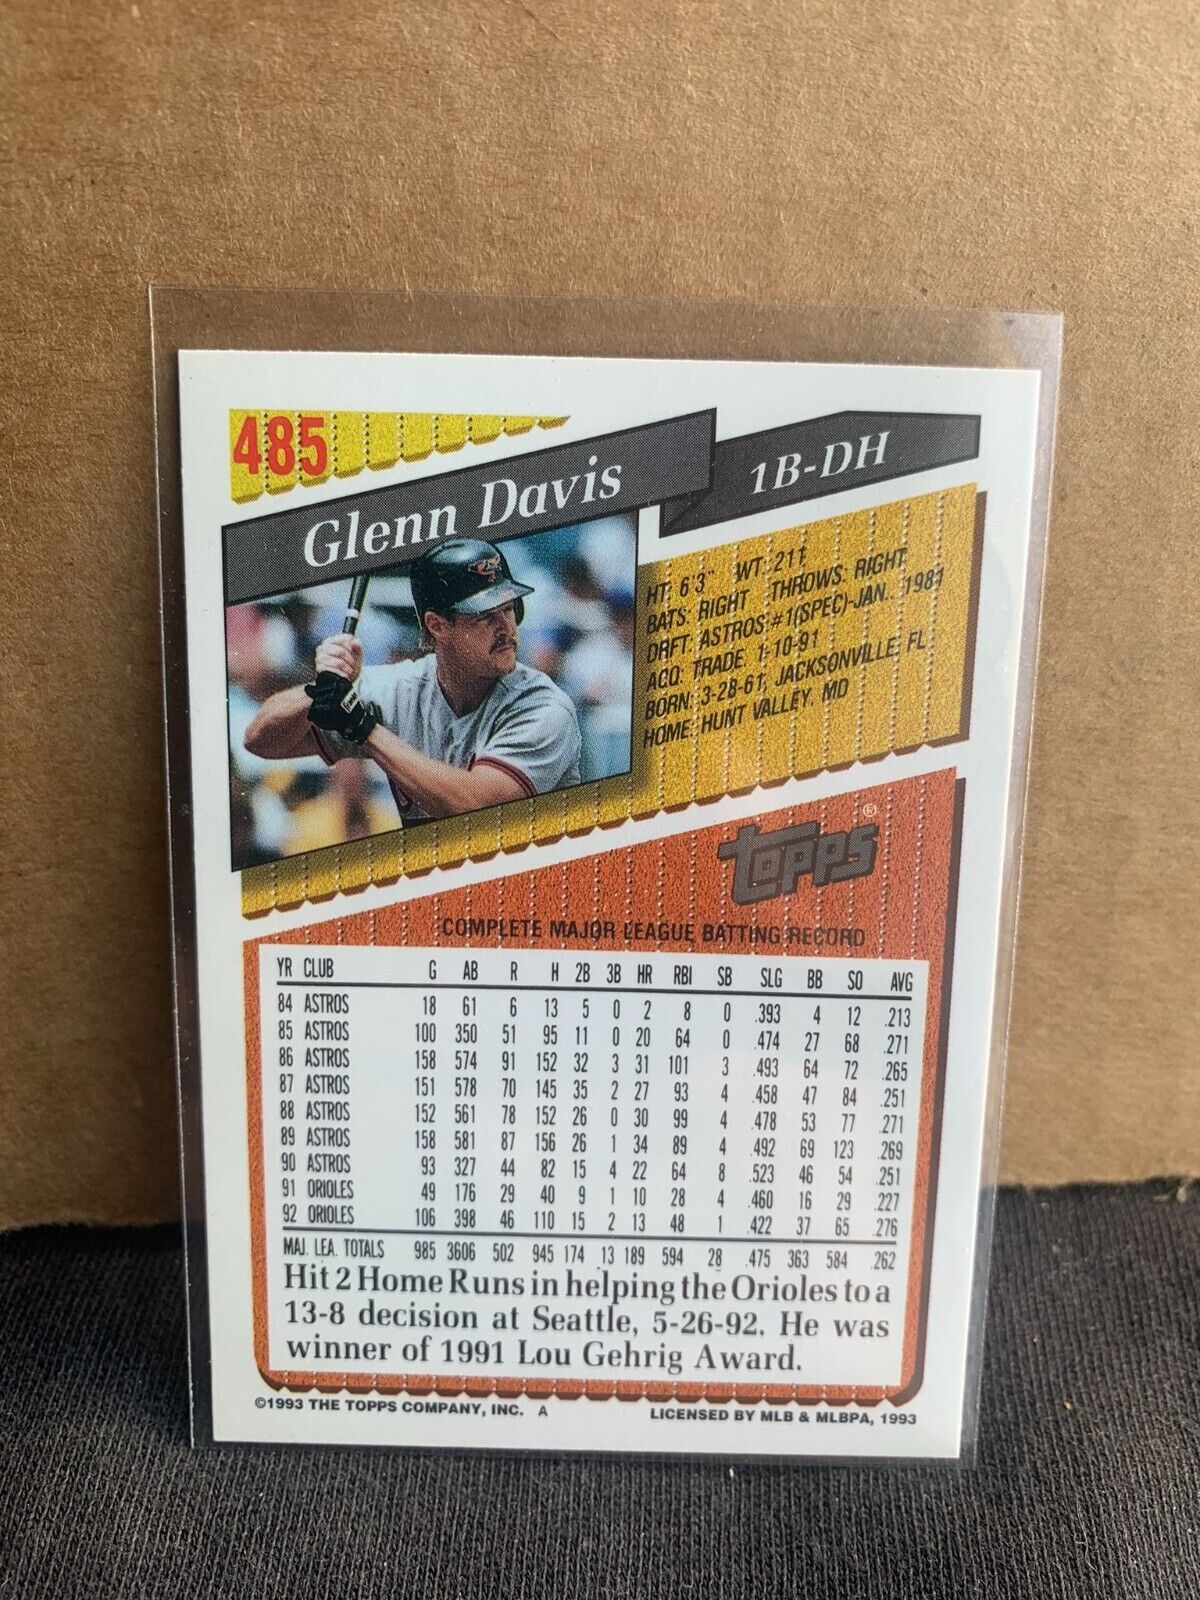 485
Glenn Davis
1B-DH
HT: 6'3" WT: 211
BATS: RIGHT THROWS: RIGHT
DRFT: ASTROS #1(SPEC)-JAN., 1981
ACQ: TRADE, 1-10-91
BORN: 3-28-61, JACKSONVILLE, FL
HOME: HUNT VALLEY, MD
topps®
COMPLETE MAJOR LEAGUE BATTING RECORD
YR CLUB G AB R H 2B 3B HR RBI SB SLG BB SO AVG
84 ASTROS 18 61 6 13 5 0 2 8 0 .393 4 12 .213
85 ASTROS 100 350 51 95 11 0 20 64 0 .474 27 68 .271
86 ASTROS 158 574 91 152 32 3 31 101 3 .493 64 72 .265
87 ASTROS 151 578 70 145 35 2 27 93 4 .458 47 84 .251
88 ASTROS 152 561 78 152 26 0 30 99 4 .478 53 77 .271
89 ASTROS 158 581 87 156 26 1 34 89 4 .492 69 123 .269
90 ASTROS 93 327 44 82 15 4 22 64 8 .523 46 54 .251
91 ORIOLES 49 176 29 40 9 1 10 28 4 .460 16 29 .227
92 ORIOLES 106 398 46 110 15 2 13 48 1 .422 37 65 .276
MAJ. LEA. TOTALS 985 3606 502 945 174 13 189 594 28 .475 363 584 .262
Hit 2 Home Runs in helping the Orioles to a
13-8 decision at Seattle, 5-26-92. He was
winner of 1991 Lou Gehrig Award.
©1993 THE TOPPS COMPANY, INC. A
LICENSED BY MLB & MLBPA, 1993